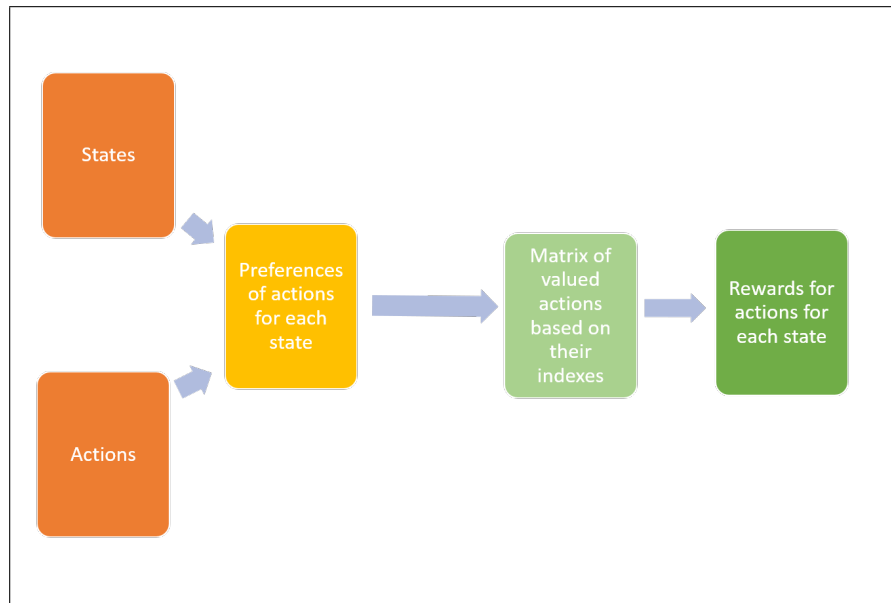 States
Preferences
of actions
for each
state
Matrix of
valued
actions
based on
their
indexes
Rewards for
actions for
each state
Actions